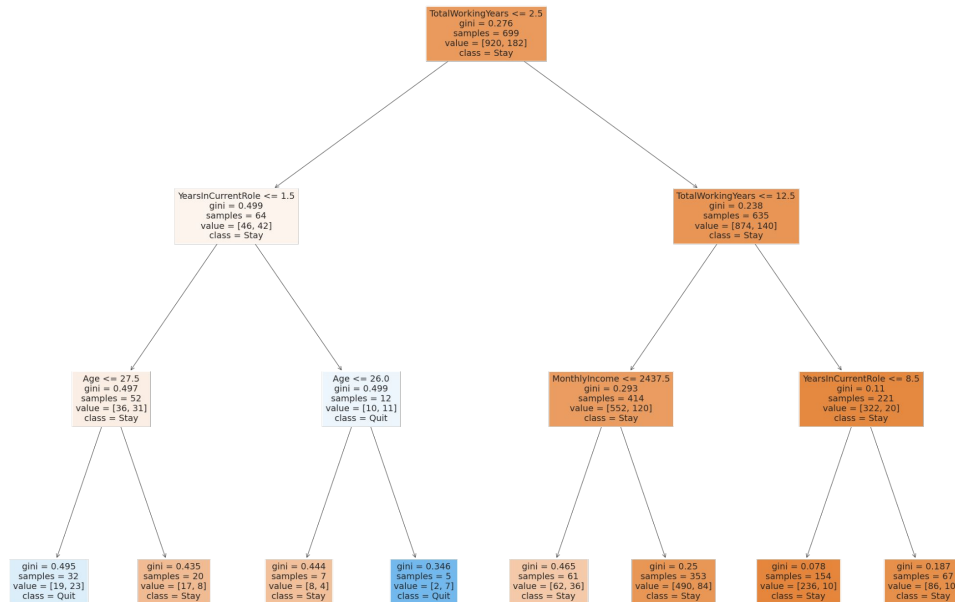 TotalWorkingYears <= 2.5
gini = 0.276
samples = 699
value = [920, 182]
class = Stay
YearsInCurrentRole <= 1.5
gini = 0.499
samples = 64
value = [46, 42]
class = Stay
TotalWorkingYears <= 12.5
gini = 0.238
samples = 635
value = [874, 140]
class = Stay
Age <= 27.5
gini = 0.497
samples = 52
value = [36, 31]
class = Stay
Age <= 26.0
gini = 0.499
samples = 12
value = [10, 11]
class = Quit
MonthlyIncome <= 2437.5
gini = 0.293
samples = 414
value = [552, 120]
class = Stay
YearsInCurrentRole <= 8.5
gini = 0.11
samples = 221
value = [322, 20]
class = Stay
gini = 0.495
samples = 32
value = [19, 23]
class = Quit
gini = 0.435
samples = 20
value = [17, 8]
class = Stay
gini = 0.444
samples = 7
value = [8, 4]
class = Stay
gini = 0.346
samples = 5
value = [2, 7]
class = Quit
gini = 0.465
samples = 61
value = [62, 36]
class = Stay
gini = 0.25
samples = 353
value = [490, 84]
class = Stay
gini = 0.078
samples = 154
value = [236, 10]
class = Stay
gini = 0.187
samples = 67
value = [86, 10]
class = Stay